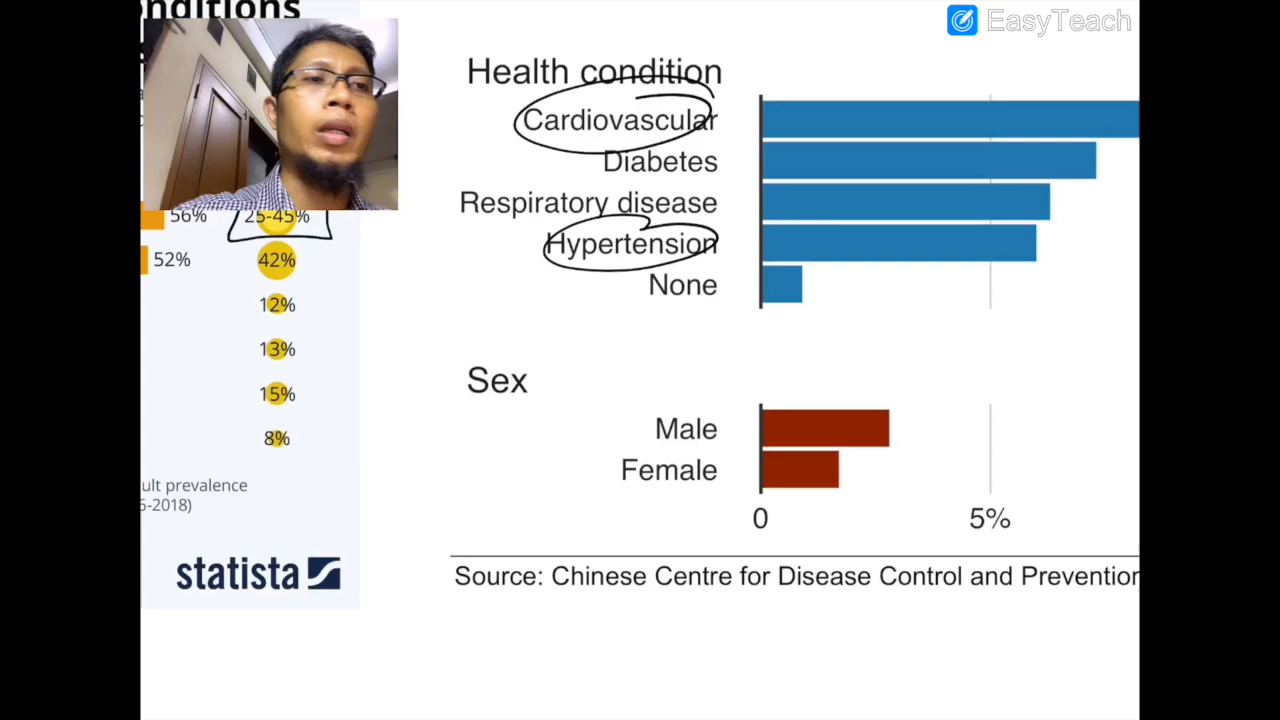 nditions
EasyTeach
Health condition
Cardiovascular
Diabetes
Respiratory disease
Hypertension
None
56%
25-45%
52%
42%
12%
13%
15%
8%
ult prevalence
-2018)
statista
Sex
Male
Female
0
5%
Source: Chinese Centre for Disease Control and Prevention